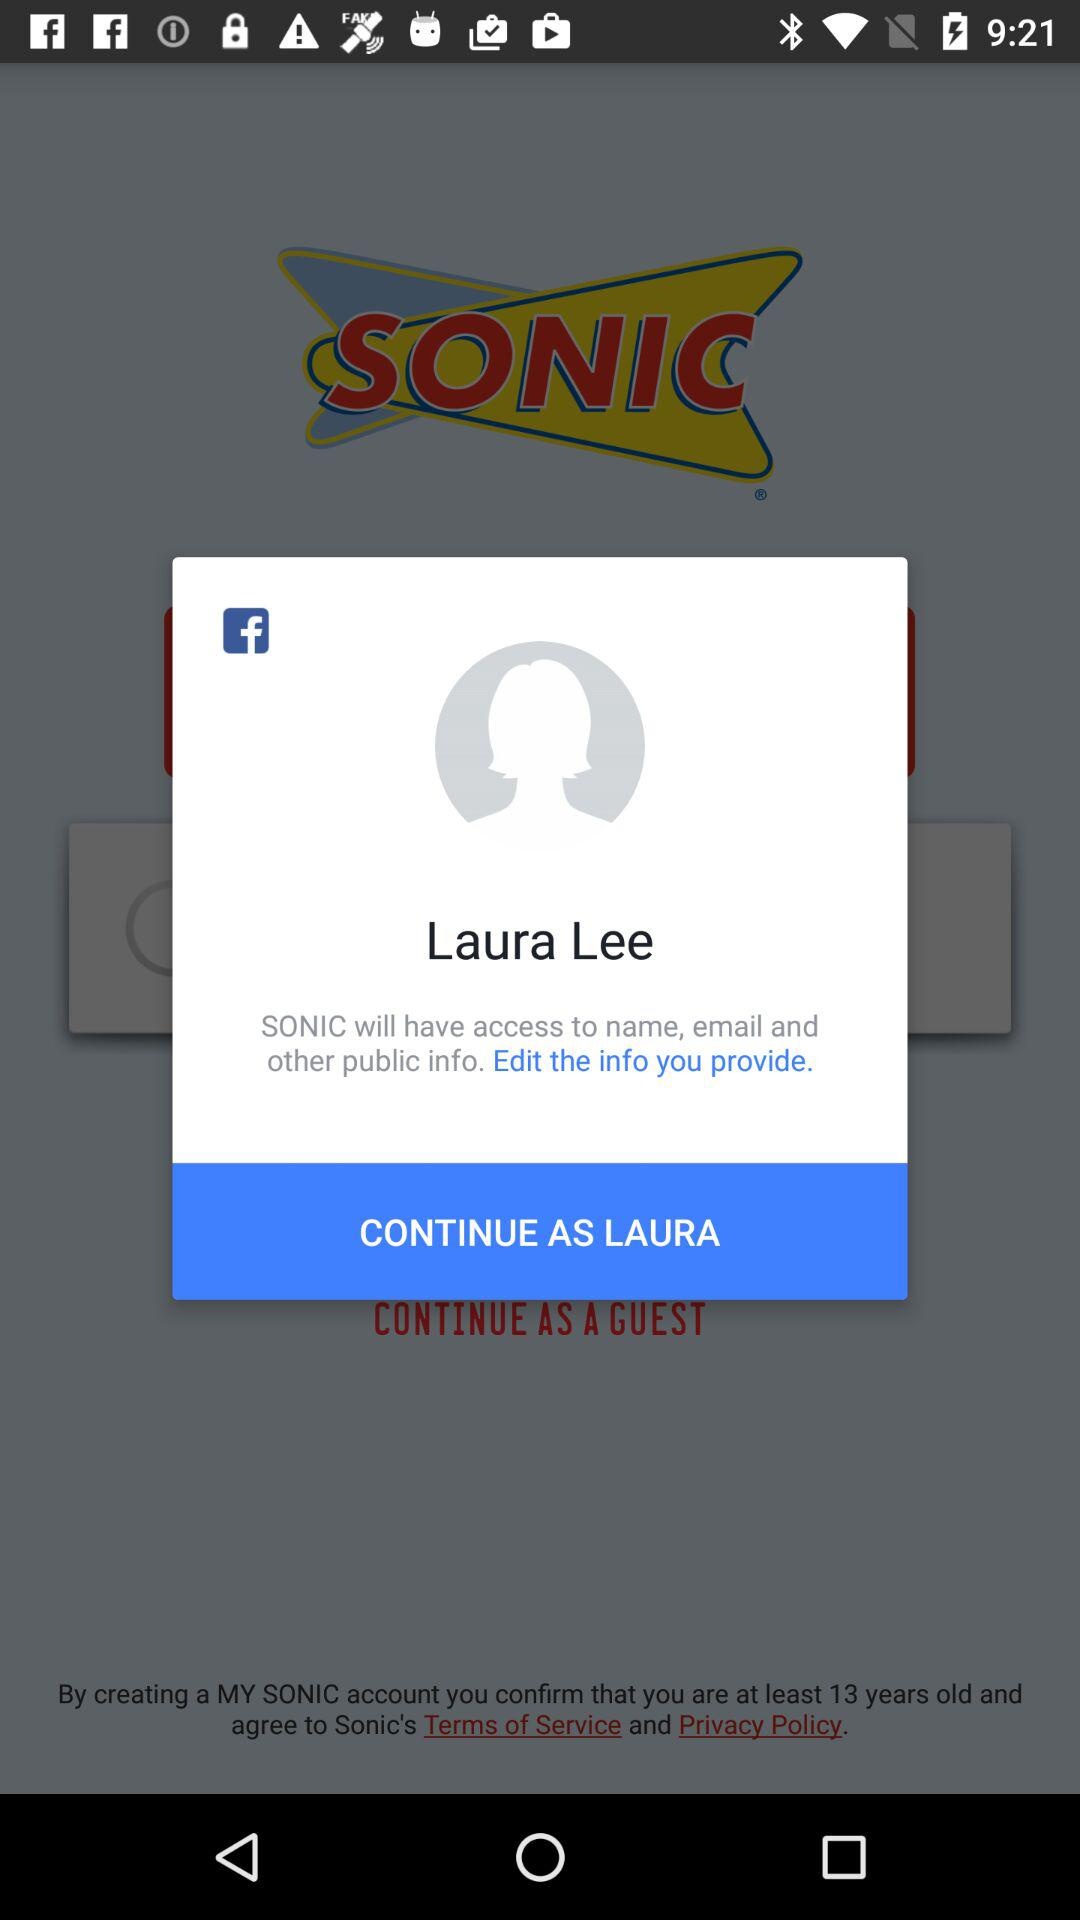 FAKE
9:21
SONIC
®
Laura Lee
SONIC will have access to name, email and
other public info. Edit the info you provide.
CONTINUE AS LAURA
CONTINUE AS A GUEST
By creating a MY SONIC account you confirm that you are at least 13 years old and
agree to Sonic's Terms of Service and Privacy Policy.